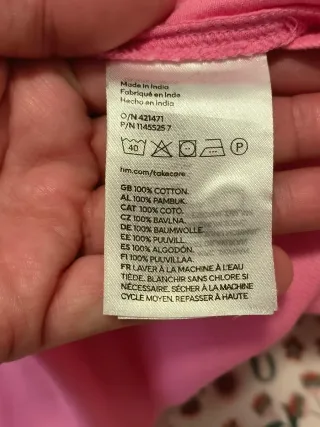 Made in India
Fabriqué en Inde
Hecho en India
O/N 421471
P/N 1145525 7
40
P
hm.com/takecare
GB 100% COTTON.
AL 100% PAMBUK.
CAT 100% COTÓ.
CZ 100% BAVLNA.
DE 100% BAUMWOLLE.
EE 100% PUUVILL.
ES 100% ALGODÓN.
FI 100% PUUVILLAA.
FR LAVER À LA MACHINE À L'EAU
TIÈDE. BLANCHIR SANS CHLORE SI
NÉCESSAIRE. SÉCHER À LA MACHINE
CYCLE MOYEN. REPASSER À HAUTE